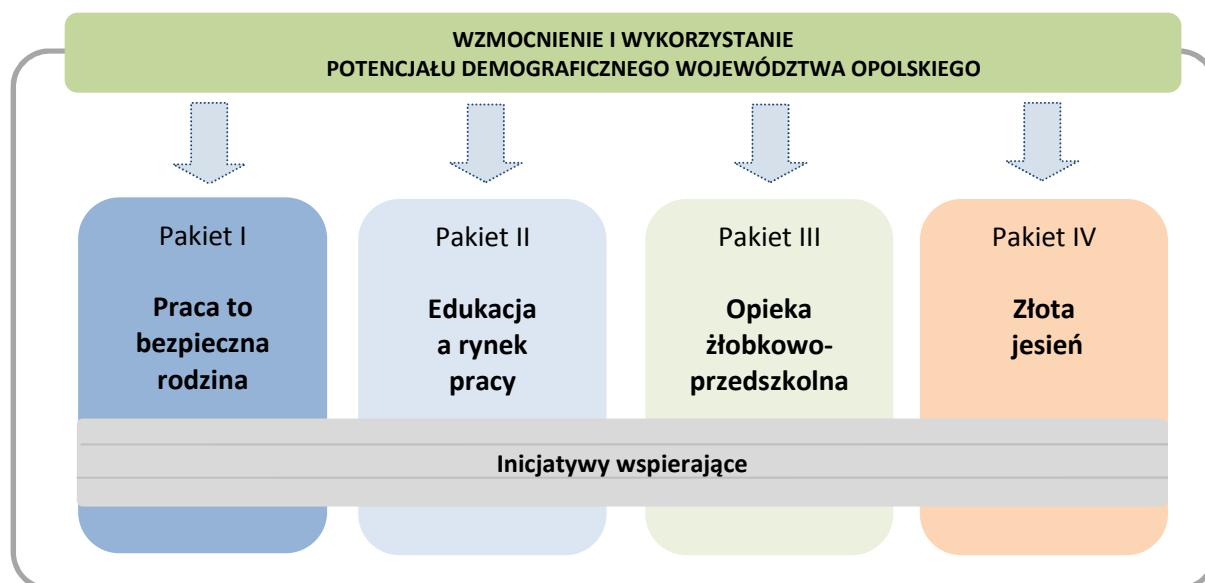 WZMOCNIENIE I WYKORZYSTANIE
POTENCJAŁU DEMOGRAFICZNEGO WOJEWÓDZTWA OPOLSKIEGO
Pakiet I
Praca to
bezpieczna
rodzina
Pakiet II
Edukacja
a rynek
pracy
Pakiet III
Opieka
żłobkowo-
przedszkolna
Pakiet IV
Złota
jesień
Inicjatywy wspierające